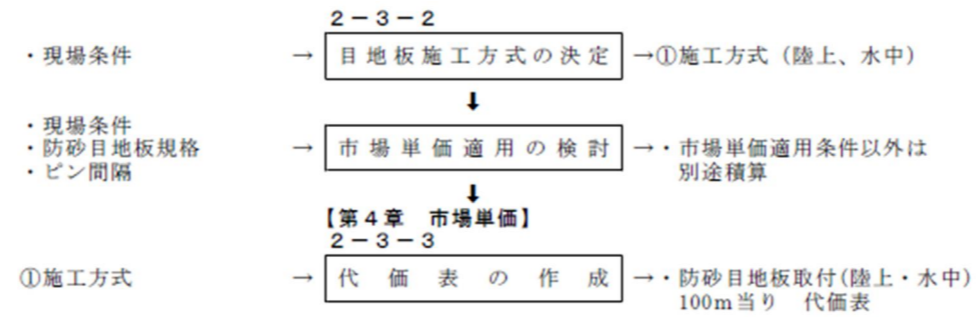 2－3－2
・現場条件 → 目地板施工方式の決定 →①施工方式（陸上、水中）
⬇
・現場条件
・防砂目地板規格 → 市場単価適用の検討 →・市場単価適用条件以外は
・ピン間隔 別途積算
⬇
【第４章　市場単価】
2－3－3
①施工方式 → 代価表の作成 →・防砂目地板取付(陸上・水中)
100m当り　代価表